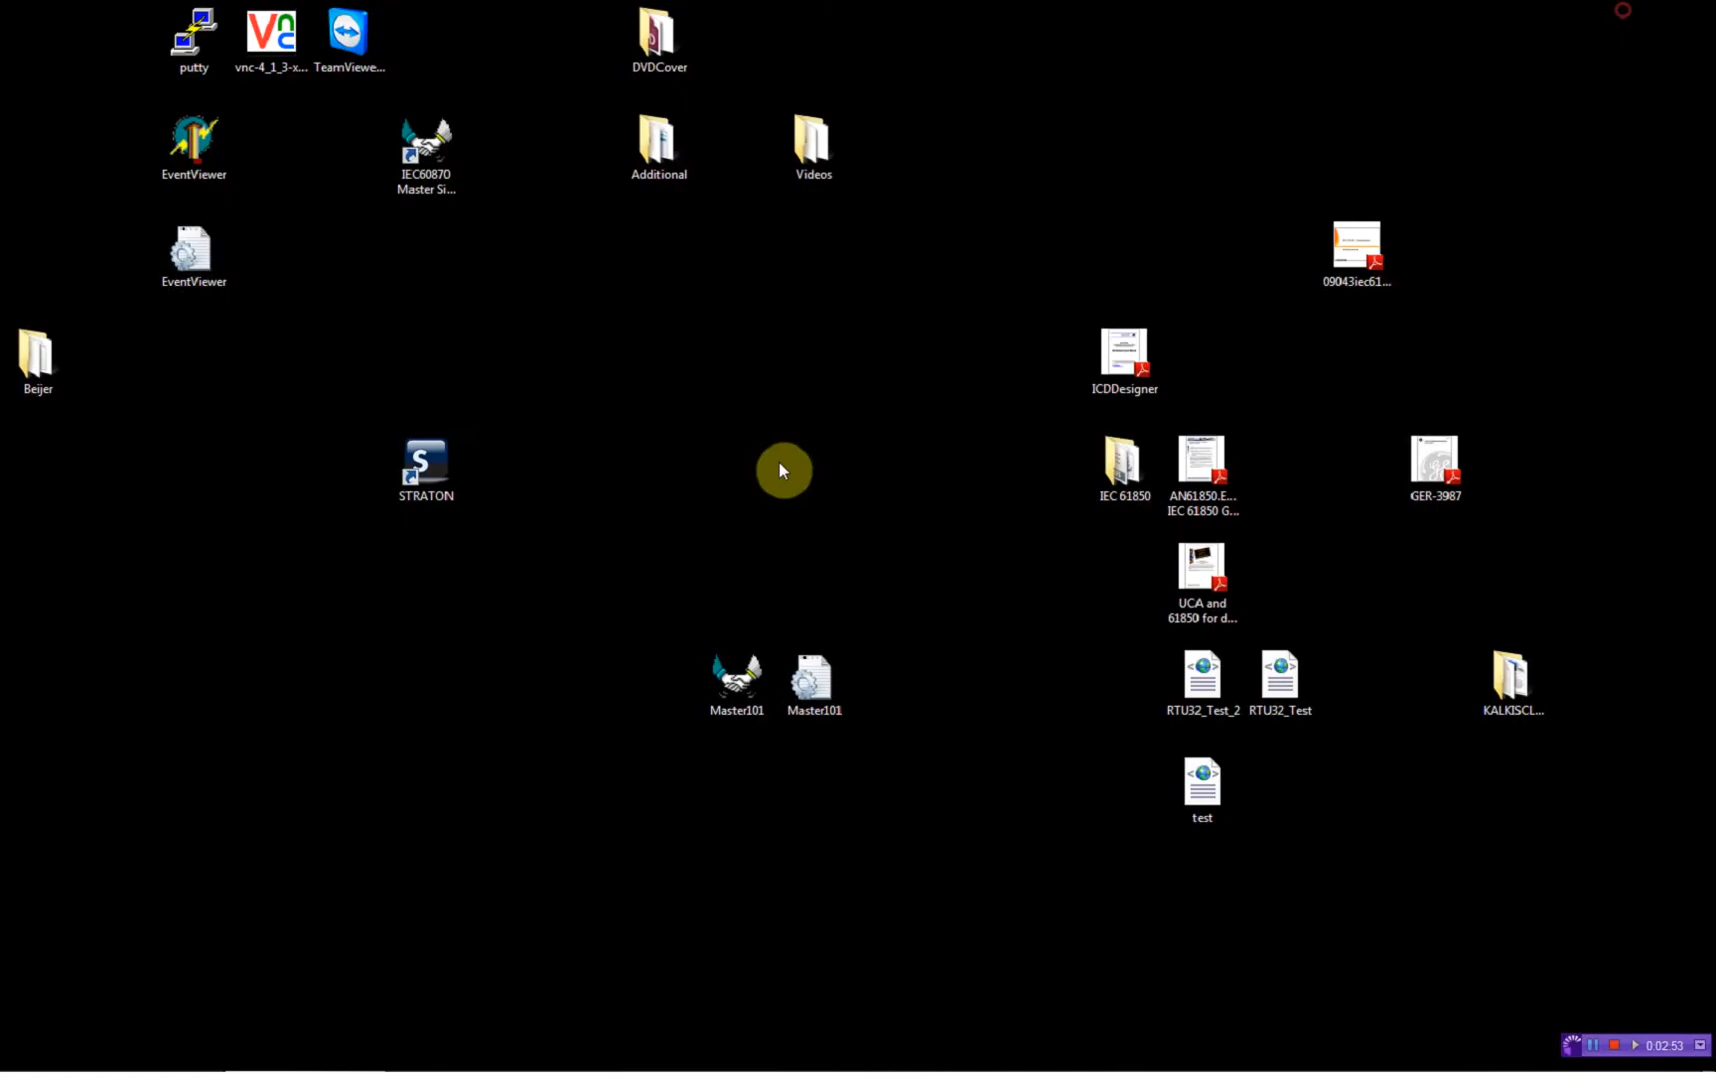 putty
vnc-4_1_3-x...
TeamViewe...
DVDCover
EventViewer
IEC60870
Master Si...
Additional
Videos
EventViewer
09043iec61...
Beijer
ICDDesigner
S
STRATON
IEC 61850
AN61850.E...
IEC 61850 G...
GER-3987
UCA and
61850 for d...
Master101
Master101
RTU32_Test_2
RTU32_Test
KALKISCL...
test
0:02:53